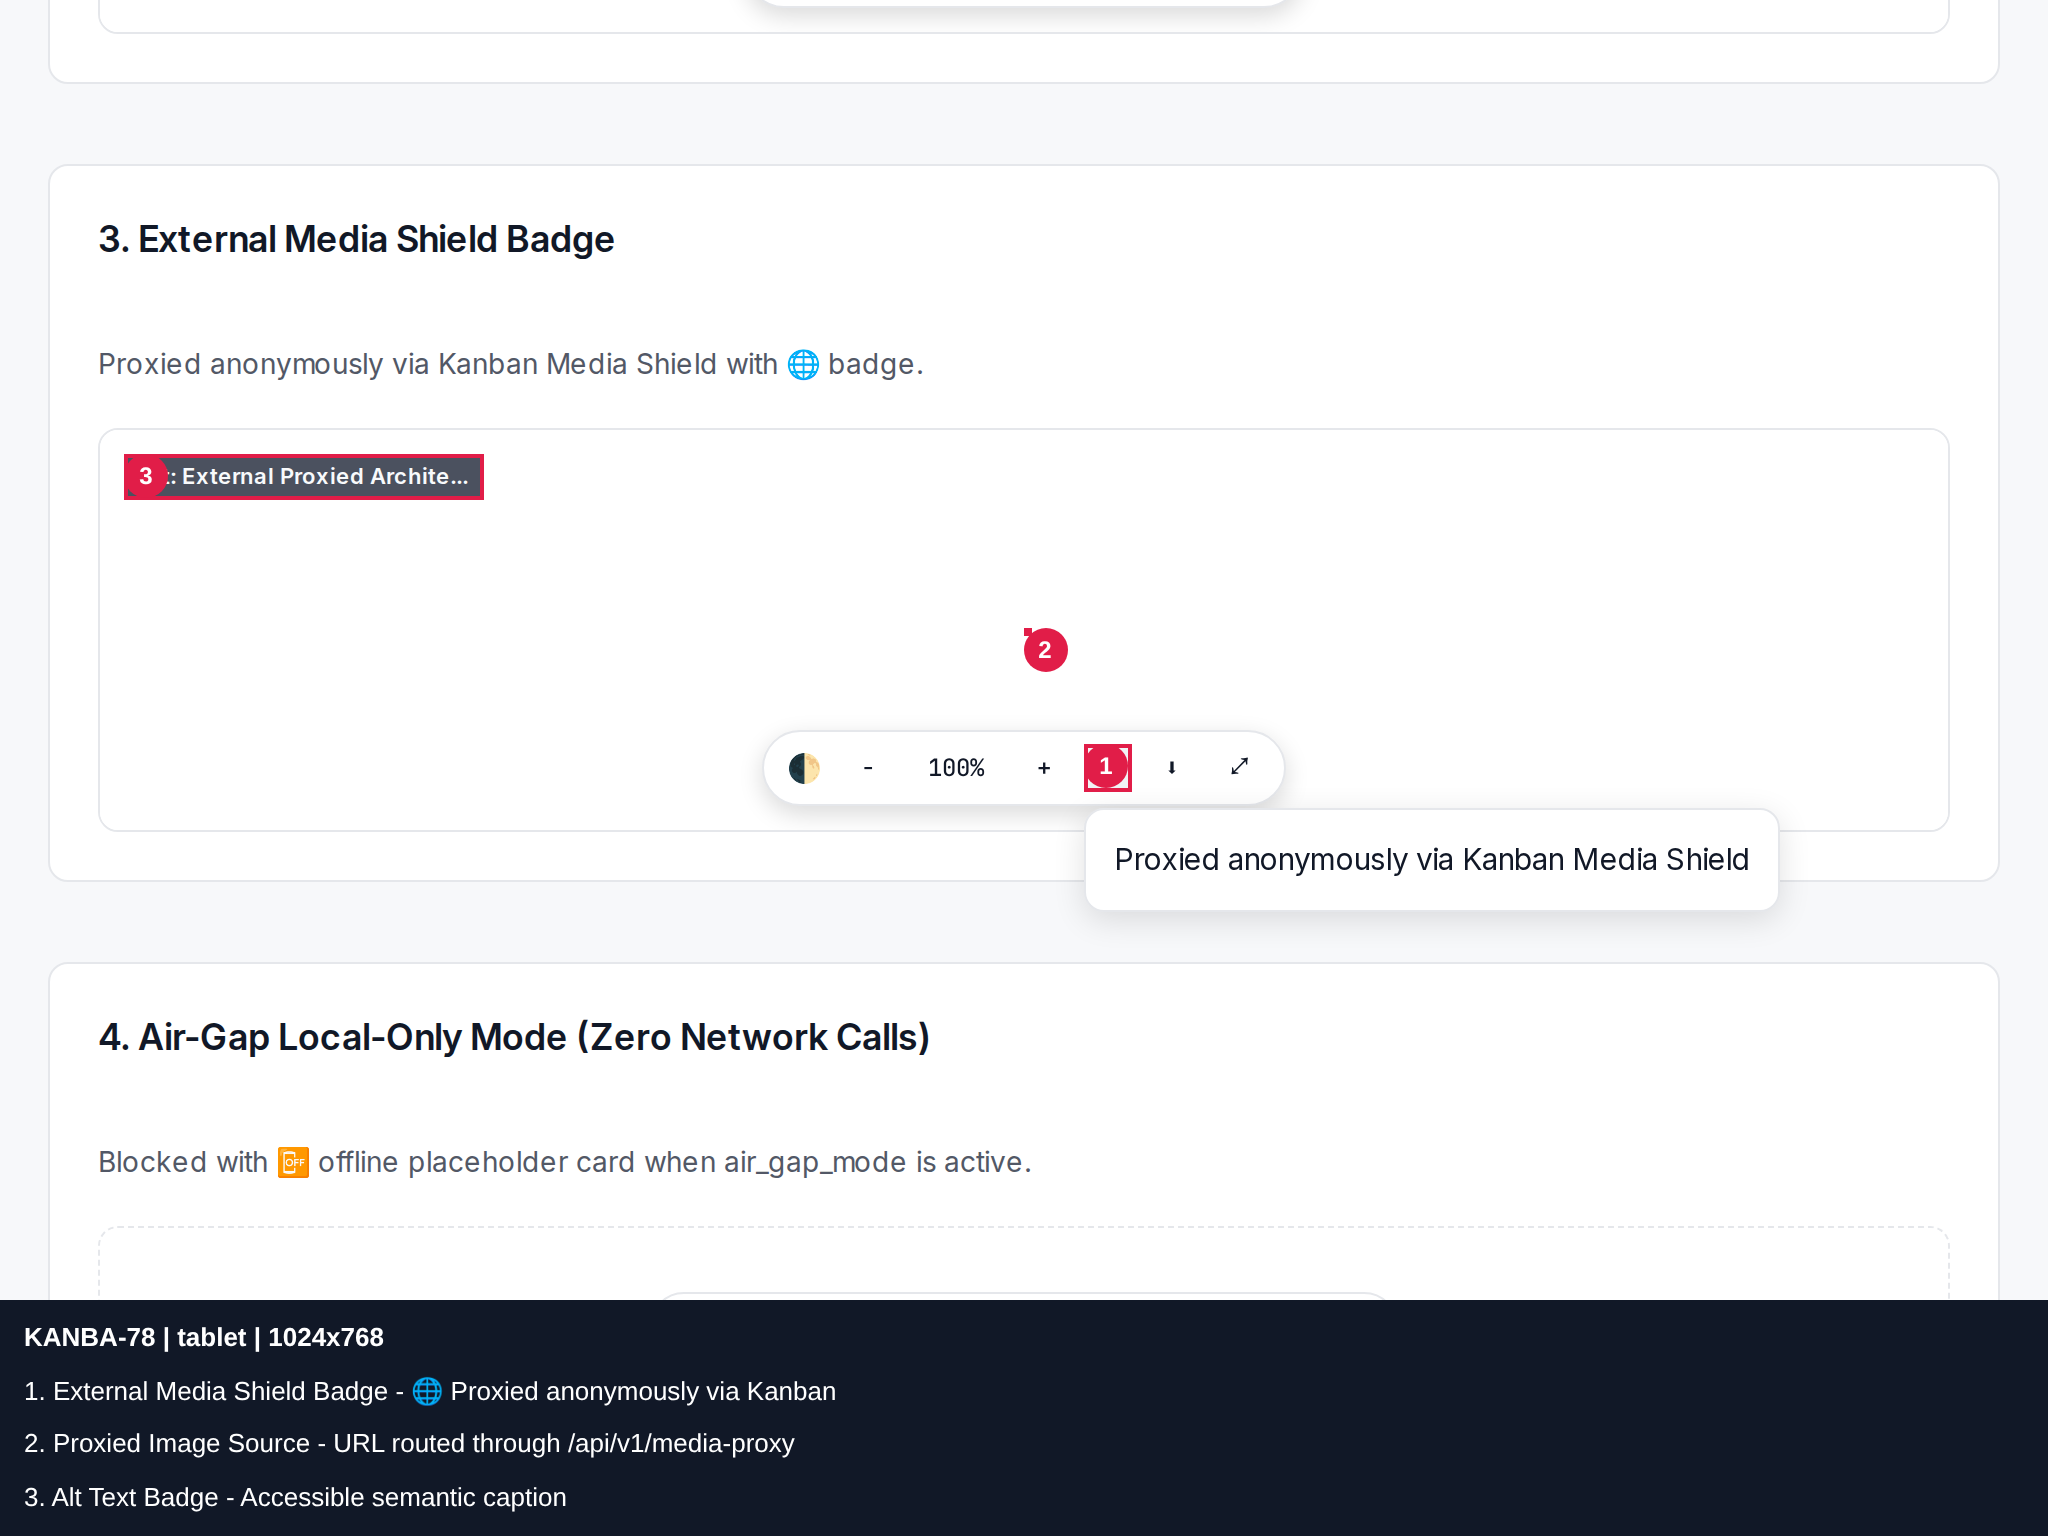 3. External Media Shield Badge
Proxied anonymously via Kanban Media Shield with 🌐 badge.
3 : External Proxied Archite...
2
- 100% + 1 ⬇ ⤢
Proxied anonymously via Kanban Media Shield
4. Air-Gap Local-Only Mode (Zero Network Calls)
Blocked with 📴 offline placeholder card when air_gap_mode is active.
KANBA-78 | tablet | 1024x768
1. External Media Shield Badge - 🌐 Proxied anonymously via Kanban
2. Proxied Image Source - URL routed through /api/v1/media-proxy
3. Alt Text Badge - Accessible semantic caption